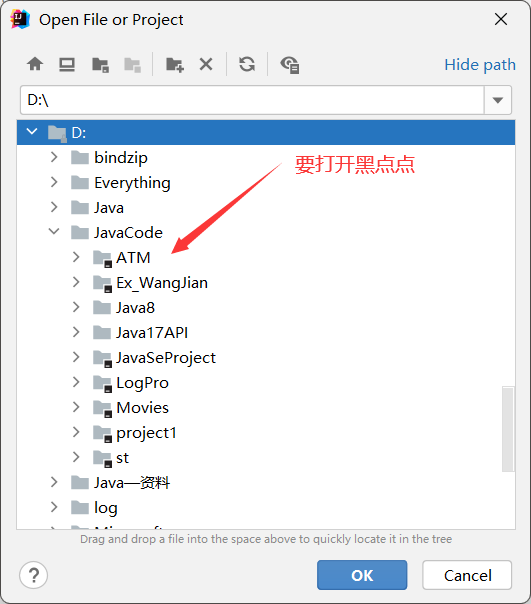 Open File or Project
Hide path
D:\
D:
bindzip
Everything
要打开黑点点
Java
JavaCode
ATM
Ex_WangJian
Java8
Java17API
JavaSeProject
LogPro
Movies
project1
st
Java—资料
log
Drag and drop a file into the space above to quickly locate it in the tree
?
OK
Cancel